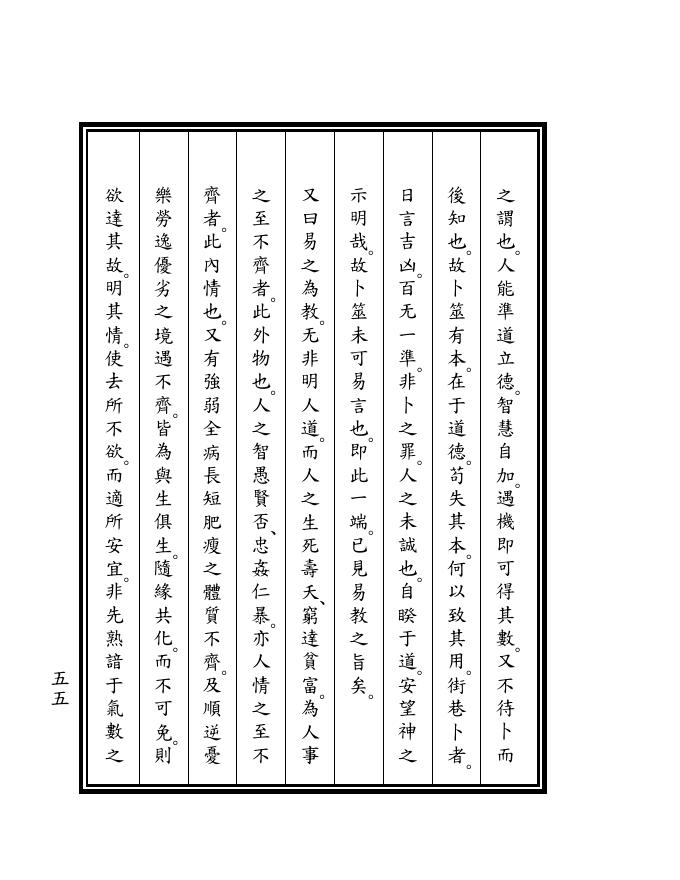 之謂也。人能準道立德。智慧自加。遇機即可得其數。又不待卜而
後知也。故卜筮有本。在于道德。苟失其本。何以致其用。街巷卜者。
日言吉凶。百无一準。非卜之罪。人之未誠也。自睽于道。安望神之
示明哉。故卜筮未可易言也。即此一端。已見易教之旨矣。
又曰易之為教。无非明人道。而人之生死壽夭、窮達貧富。為人事
之至不齊者。此外物也。人之智愚賢否、忠姦仁暴。亦人情之至不
齊者。此內情也。又有強弱全病長短肥瘦之體質不齊。及順逆憂
樂勞逸優劣之境遇不齊。皆為與生俱生。隨緣共化。而不可免。則
欲達其故。明其情。使去所不欲。而適所安宜。非先熟諳于氣數之
五五